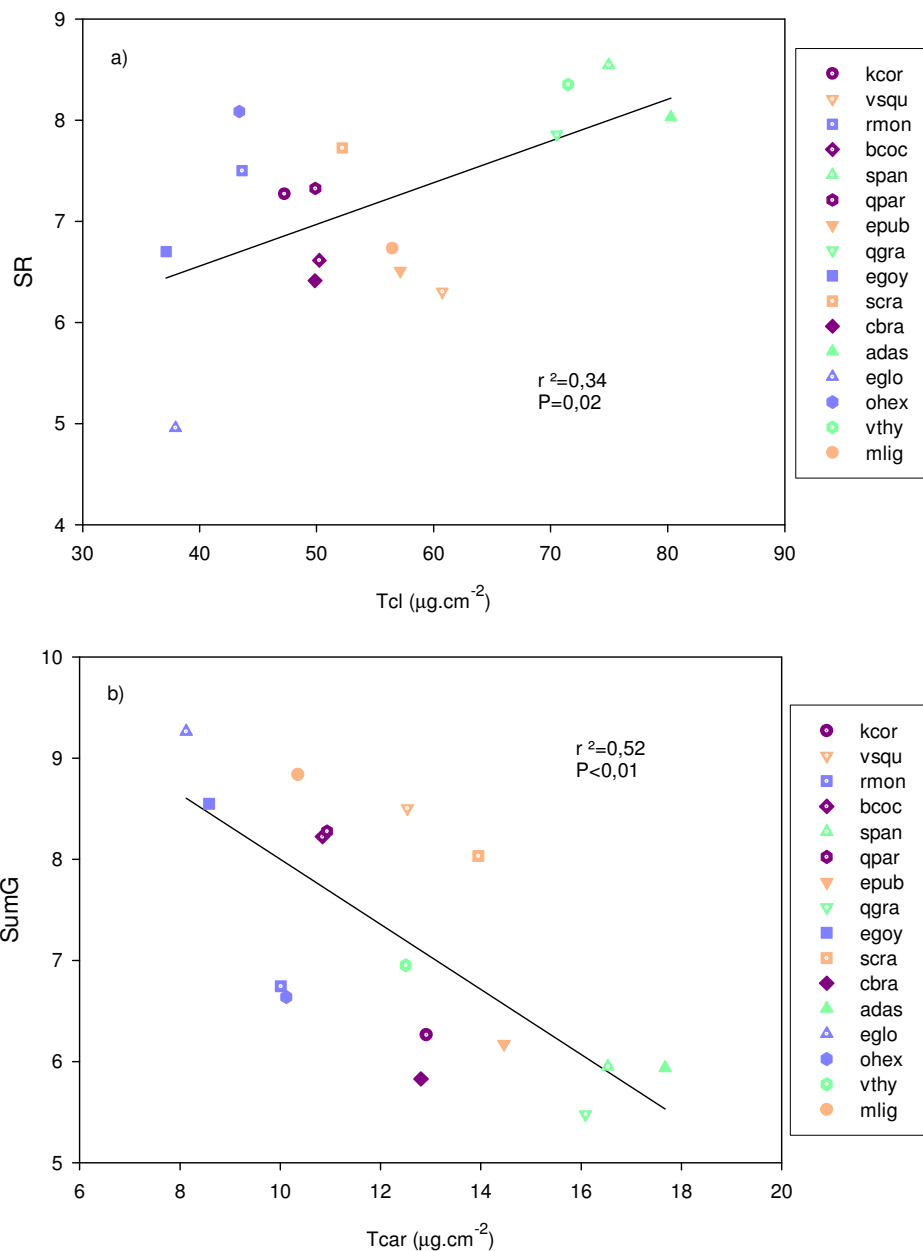 9
8
7
6
5
4
SR
a)
r ²=0,34
P=0,02
30 40 50 60 70 80 90
Tcl (μg.cm⁻²)
kcor
vsqu
rmon
bcoc
span
qpar
epub
qgra
egoy
scra
cbra
adas
eglo
ohex
vthy
mlig
10
9
8
7
6
5
SumG
b)
r ²=0,52
P<0,01
6 8 10 12 14 16 18 20
Tcar (μg.cm⁻²)
kcor
vsqu
rmon
bcoc
span
qpar
epub
qgra
egoy
scra
cbra
adas
eglo
ohex
vthy
mlig